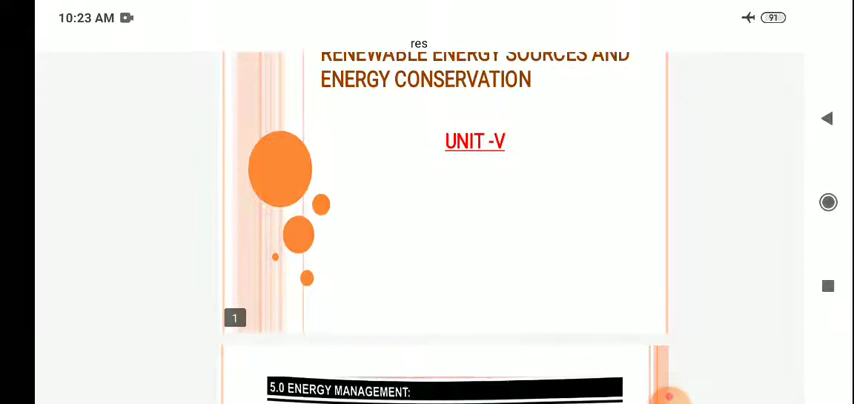 10:23 AM
91
res
RENEWABLE ENERGY SOURCES AND
ENERGY CONSERVATION
UNIT -V
1
5.0 ENERGY MANAGEMENT: